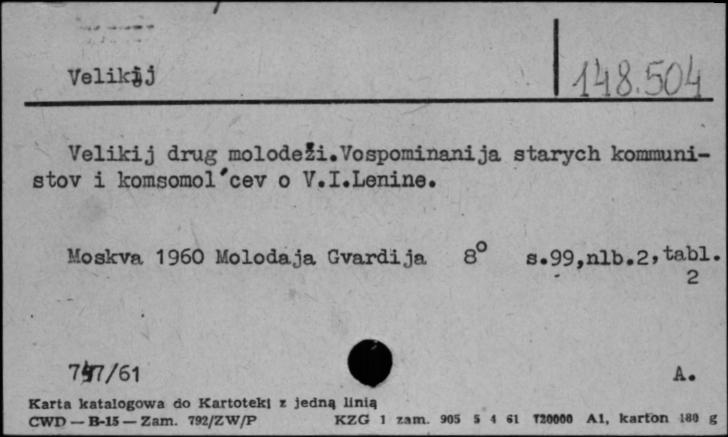 Velikij
148.504
Velikij drug molodeži.Vospominanija starych kommuni-
stov i komsomol'cev o V.I.Lenine.
Moskva 1960 Molodaja Gvardija 8° s.99,nlb.2,tabl.
2
747/61
A.
Karta katalogowa do Kartoteki z jedną linią
CWD — B-15 — Zam. 792/ZW/P KZG 1 zam. 905 5 4 61 T20000 A1, karton 180 g